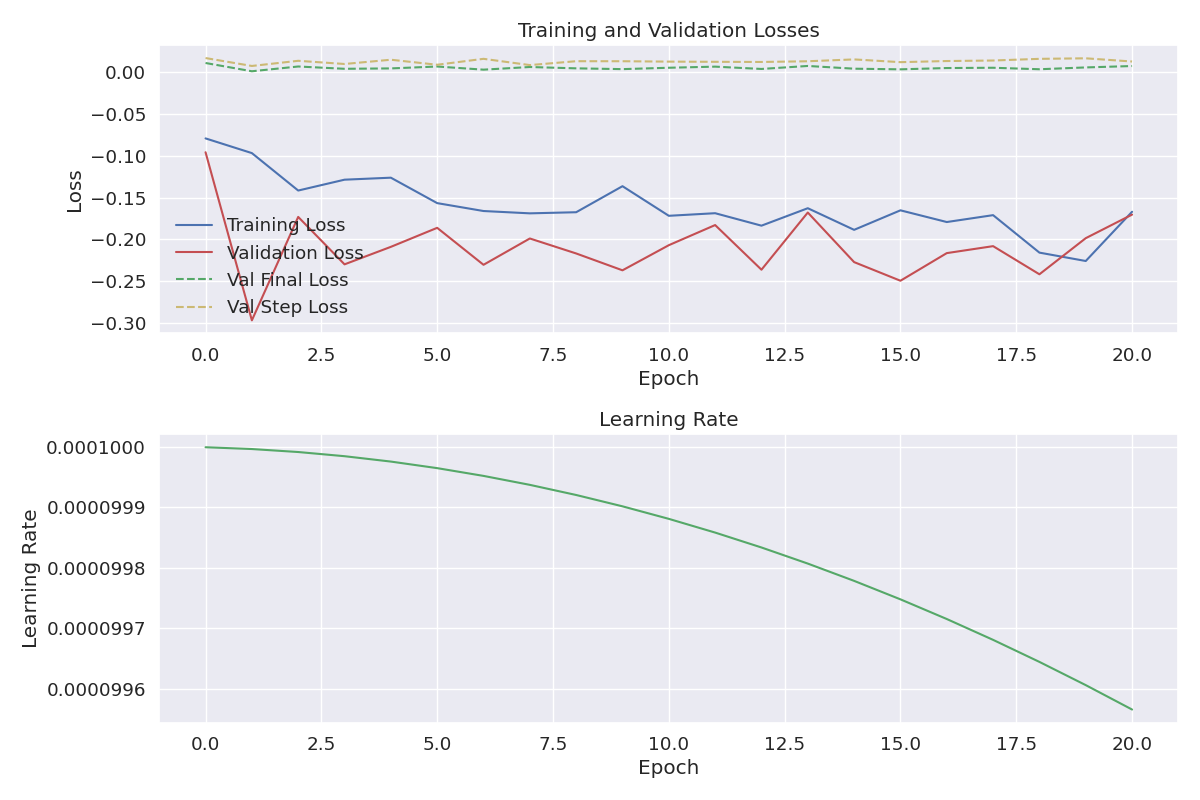 Training and Validation Losses
0.00
−0.05
−0.10
−0.15
−0.20
−0.25
−0.30
Loss
Training Loss
Validation Loss
Val Final Loss
Val Step Loss
0.0 2.5 5.0 7.5 10.0 12.5 15.0 17.5 20.0
Epoch
Learning Rate
0.0001000
0.0000999
0.0000998
0.0000997
0.0000996
Learning Rate
0.0 2.5 5.0 7.5 10.0 12.5 15.0 17.5 20.0
Epoch